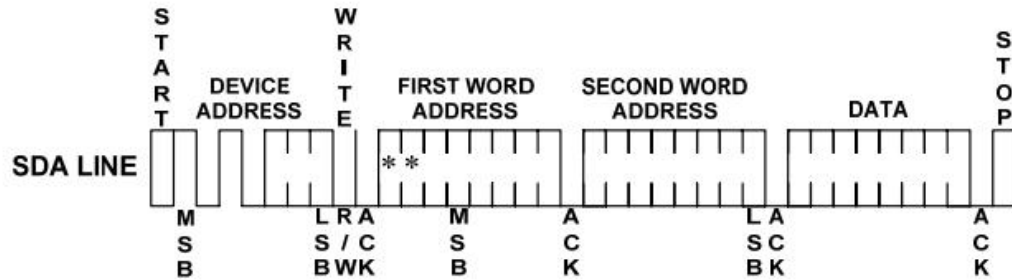 START
WRITE
STOP
DEVICE
ADDRESS
FIRST WORD
ADDRESS
SECOND WORD
ADDRESS
DATA
SDA LINE
* *
MSB
LSB
R/W
ACK
MSB
ACK
LSB
ACK
ACK